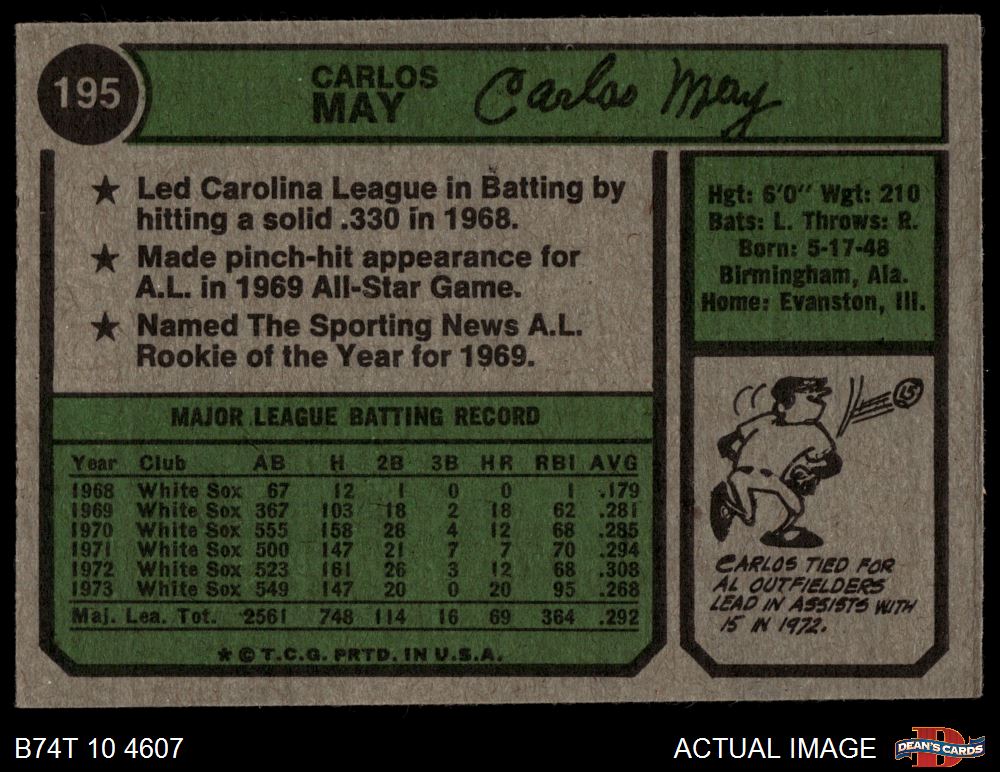 195
CARLOS
MAY
Carlos May
★ Led Carolina League in Batting by
hitting a solid .330 in 1968.
★ Made pinch-hit appearance for
A.L. in 1969 All-Star Game.
★ Named The Sporting News A.L.
Rookie of the Year for 1969.
Hgt: 6'0" Wgt: 210
Bats: L. Throws: R.
Born: 5-17-48
Birmingham, Ala.
Home: Evanston, Ill.
MAJOR LEAGUE BATTING RECORD
Year Club AB H 2B 3B HR RBI AVG
1968 White Sox 67 12 1 0 0 1 .179
1969 White Sox 367 103 18 2 18 62 .281
1970 White Sox 555 158 28 4 12 68 .285
1971 White Sox 500 147 21 7 7 70 .294
1972 White Sox 523 161 26 3 12 68 .308
1973 White Sox 549 147 20 0 20 95 .268
Maj. Lea. Tot. 2561 748 114 16 69 364 .292
★ © T.C.G. PRTD. IN U.S.A.
15
CARLOS TIED FOR
AL OUTFIELDERS
LEAD IN ASSISTS WITH
15 IN 1972.
B74T 10 4607
ACTUAL IMAGE
D
DEAN'S CARDS